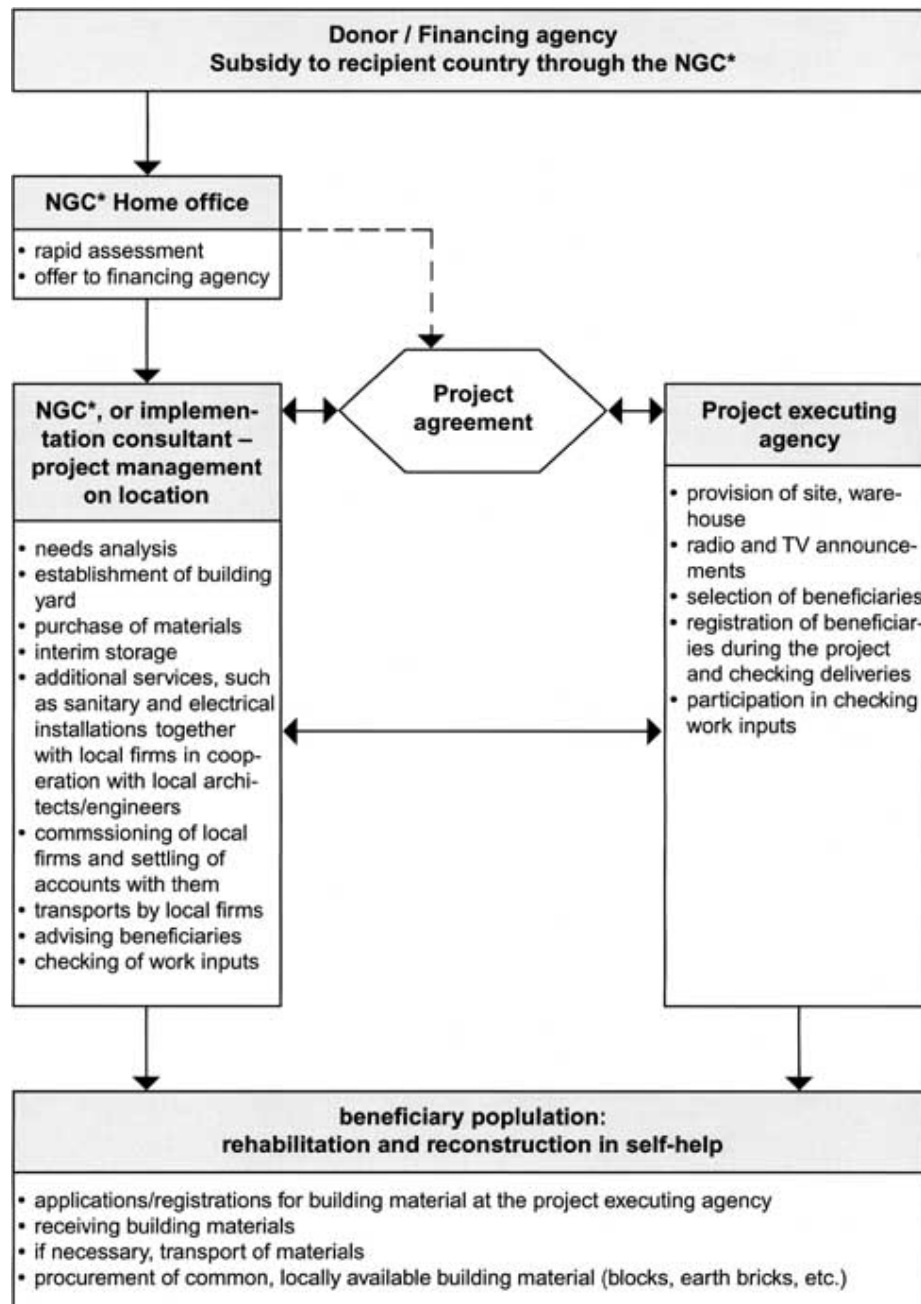 Donor / Financing agency
Subsidy to recipient country through the NGC*
NGC* Home office
• rapid assessment
• offer to financing agency
Project
agreement
NGC*, or implemen-
tation consultant –
project management
on location
• needs analysis
• establishment of building
yard
• purchase of materials
• interim storage
• additional services, such
as sanitary and electrical
installations together
with local firms in coop-
eration with local archi-
tects/engineers
• commssioning of local
firms and settling of
accounts with them
• transports by local firms
• advising beneficiaries
• checking of work inputs
Project executing
agency
• provision of site, ware-
house
• radio and TV announce-
ments
• selection of beneficiaries
• registration of beneficiar-
ies during the project
and checking deliveries
• participation in checking
work inputs
beneficiary poplulation:
rehabilitation and reconstruction in self-help
• applications/registrations for building material at the project executing agency
• receiving building materials
• if necessary, transport of materials
• procurement of common, locally available building material (blocks, earth bricks, etc.)